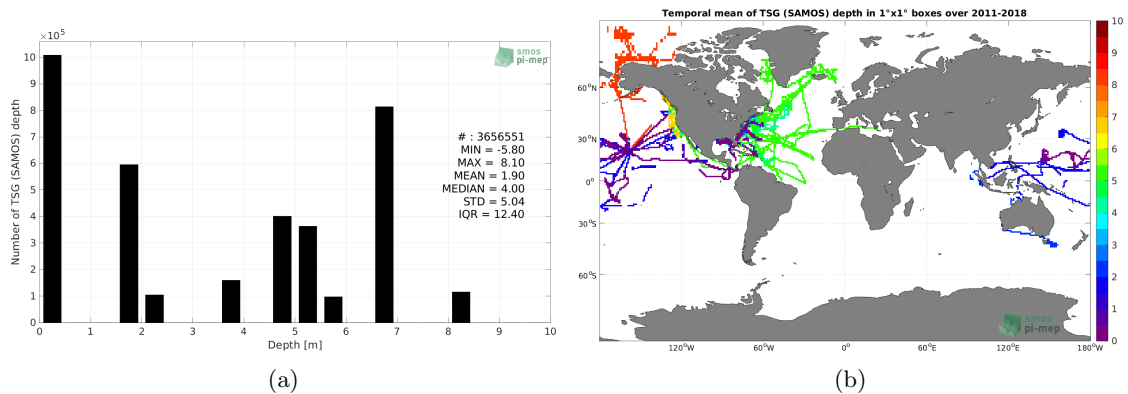 ×10⁵
10
9
8
7
6
5
4
3
2
1
0
Number of TSG (SAMOS) depth
smos
pi-mep
# : 3656551
MIN = -5.80
MAX = 8.10
MEAN = 1.90
MEDIAN = 4.00
STD = 5.04
IQR = 12.40
0 1 2 3 4 5 6 7 8 9 10
Depth [m]
(a)
Temporal mean of TSG (SAMOS) depth in 1°x1° boxes over 2011-2018
60°N
30°N
0°
30°S
60°S
120°W 60°W 0° 60°E 120°E 180°W
smos
pi-mep
10
9
8
7
6
5
4
3
2
1
0
(b)